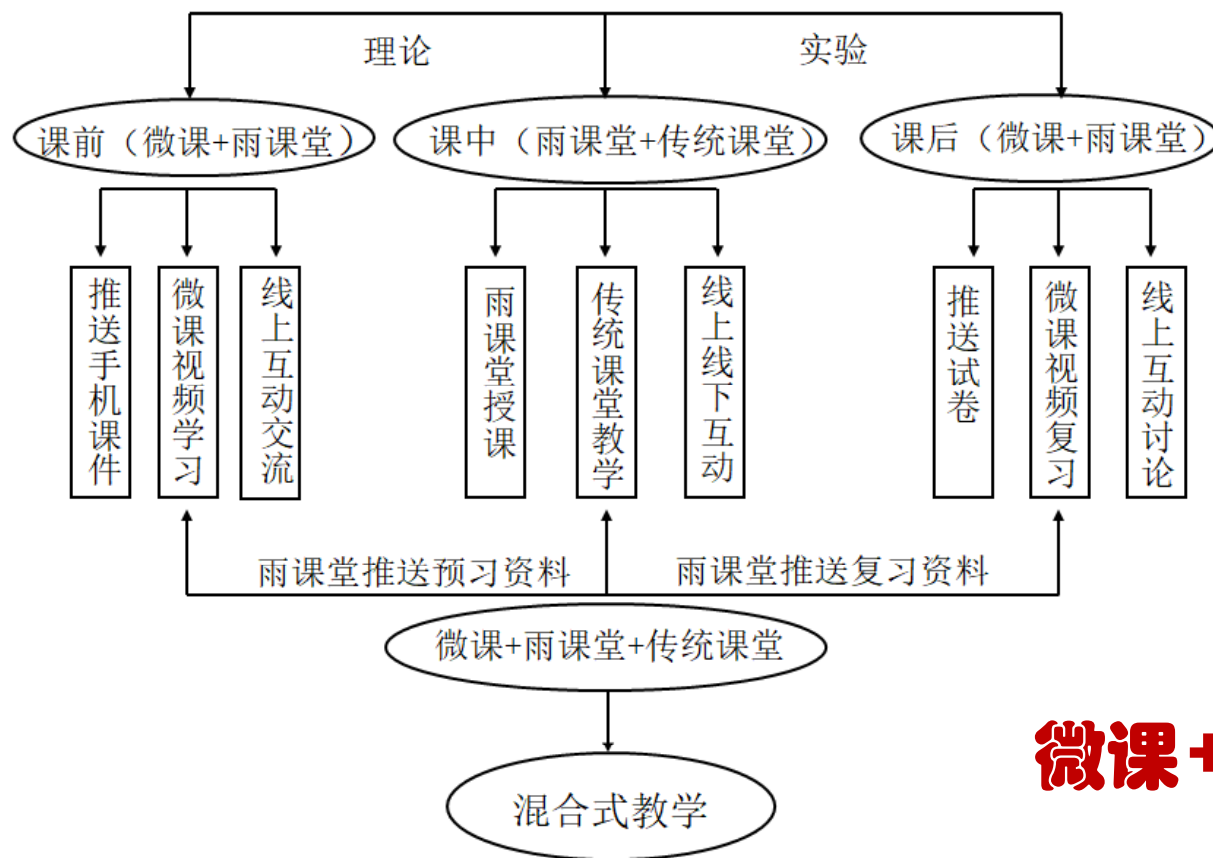 理论
实验
课前（微课+雨课堂）
课中（雨课堂+传统课堂）
课后（微课+雨课堂）
推送手机课件
微课视频学习
线上互动交流
雨课堂授课
传统课堂教学
线上线下互动
推送试卷
微课视频复习
线上互动讨论
雨课堂推送预习资料
雨课堂推送复习资料
微课+雨课堂+传统课堂
混合式教学
微课+